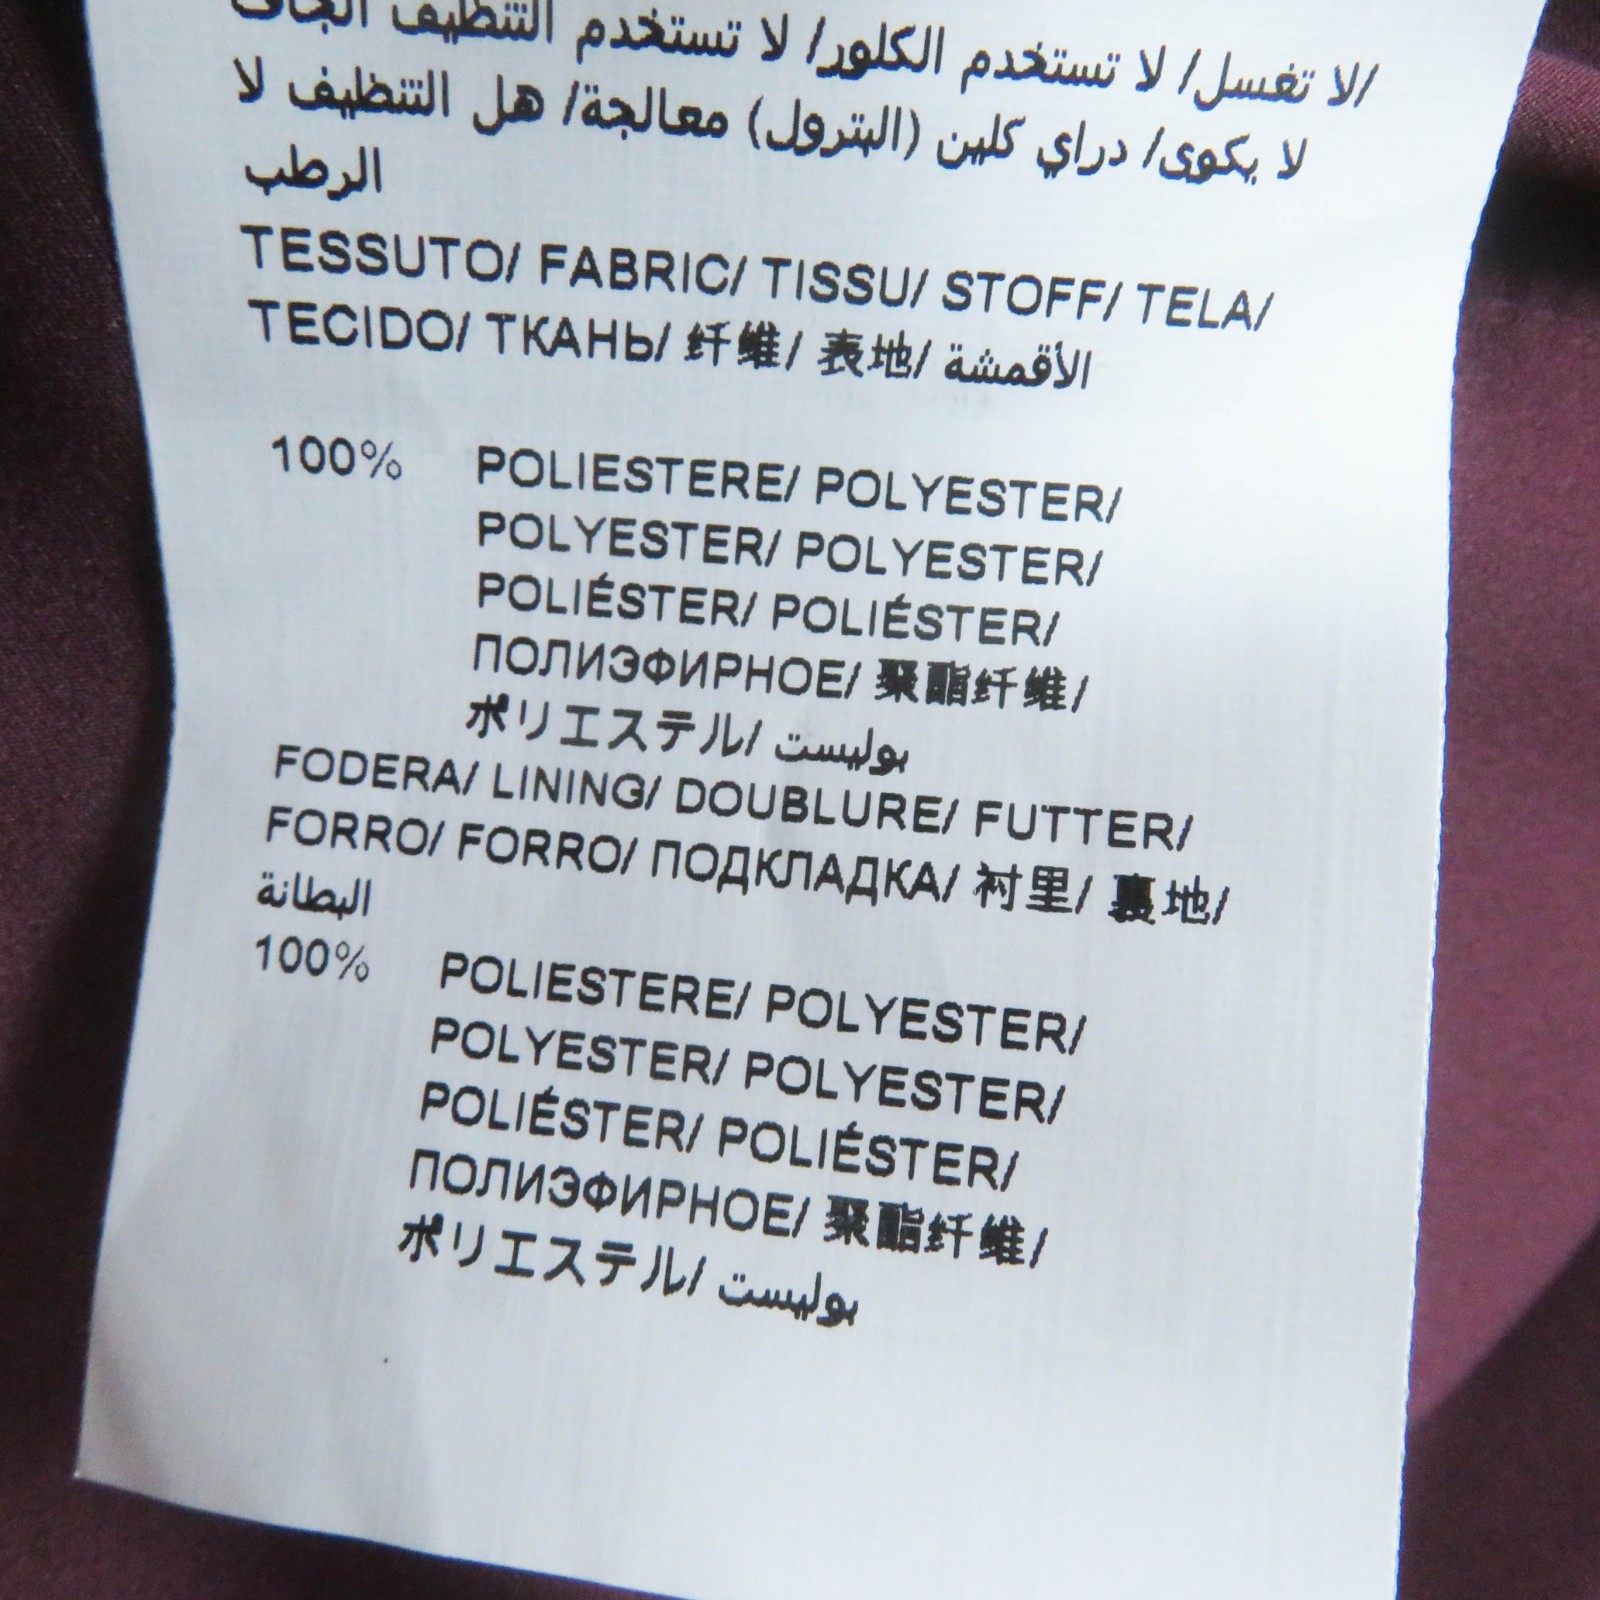 لا تغسل/ لا تستخدم الكلور/ لا تستخدم التنظيف الجاف/
لا يكوى/ دراي كلين (البترول) معالجة/ هل التنظيف لا
الرطب
TESSUTO/ FABRIC/ TISSU/ STOFF/ TELA/
TECIDO/ ТКАНЬ/ 纤维/ 表地/ الأقمشة
100% POLIESTERE/ POLYESTER/
POLYESTER/ POLYESTER/
POLIÉSTER/ POLIÉSTER/
ПОЛИЭФИРНОЕ/ 聚酯纤维/
ポリエステル/ بوليست
FODERA/ LINING/ DOUBLURE/ FUTTER/
FORRO/ FORRO/ ПОДКЛАДКА/ 衬里/ 裏地/
البطانة
100% POLIESTERE/ POLYESTER/
POLYESTER/ POLYESTER/
POLIÉSTER/ POLIÉSTER/
ПОЛИЭФИРНОЕ/ 聚酯纤维/
ポリエステル/ بوليست